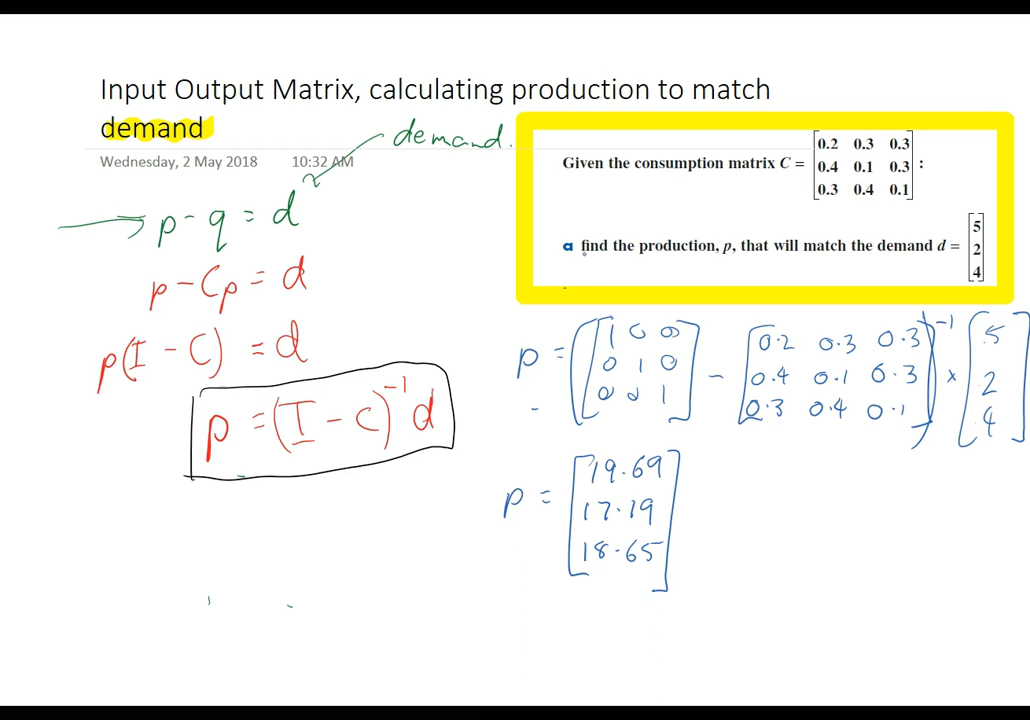 Input Output Matrix, calculating production to match
demand
Wednesday, 2 May 2018 10:32 AM
demand.
p - q = d
p - Cp = d
p(I - C) = d
p = (I - C)^-1 d
Given the consumption matrix C = [0.2 0.3 0.3
0.4 0.1 0.3
0.3 0.4 0.1] :
a find the production, p, that will match the demand d = [5
2
4]
p = ([1 0 0
0 1 0
0 0 1] - [0.2 0.3 0.3
0.4 0.1 0.3
0.3 0.4 0.1])^-1 × [5
2
4]
p = [19.69
17.19
18.65]